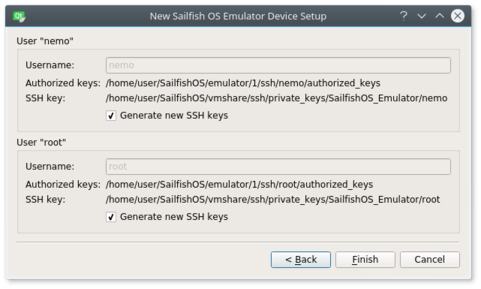 New Sailfish OS Emulator Device Setup
User "nemo"
Username: nemo
Authorized keys: /home/user/SailfishOS/emulator/1/ssh/nemo/authorized_keys
SSH key: /home/user/SailfishOS/vmshare/ssh/private_keys/SailfishOS_Emulator/nemo
Generate new SSH keys
User "root"
Username: root
Authorized keys: /home/user/SailfishOS/emulator/1/ssh/root/authorized_keys
SSH key: /home/user/SailfishOS/vmshare/ssh/private_keys/SailfishOS_Emulator/root
Generate new SSH keys
< Back Finish Cancel